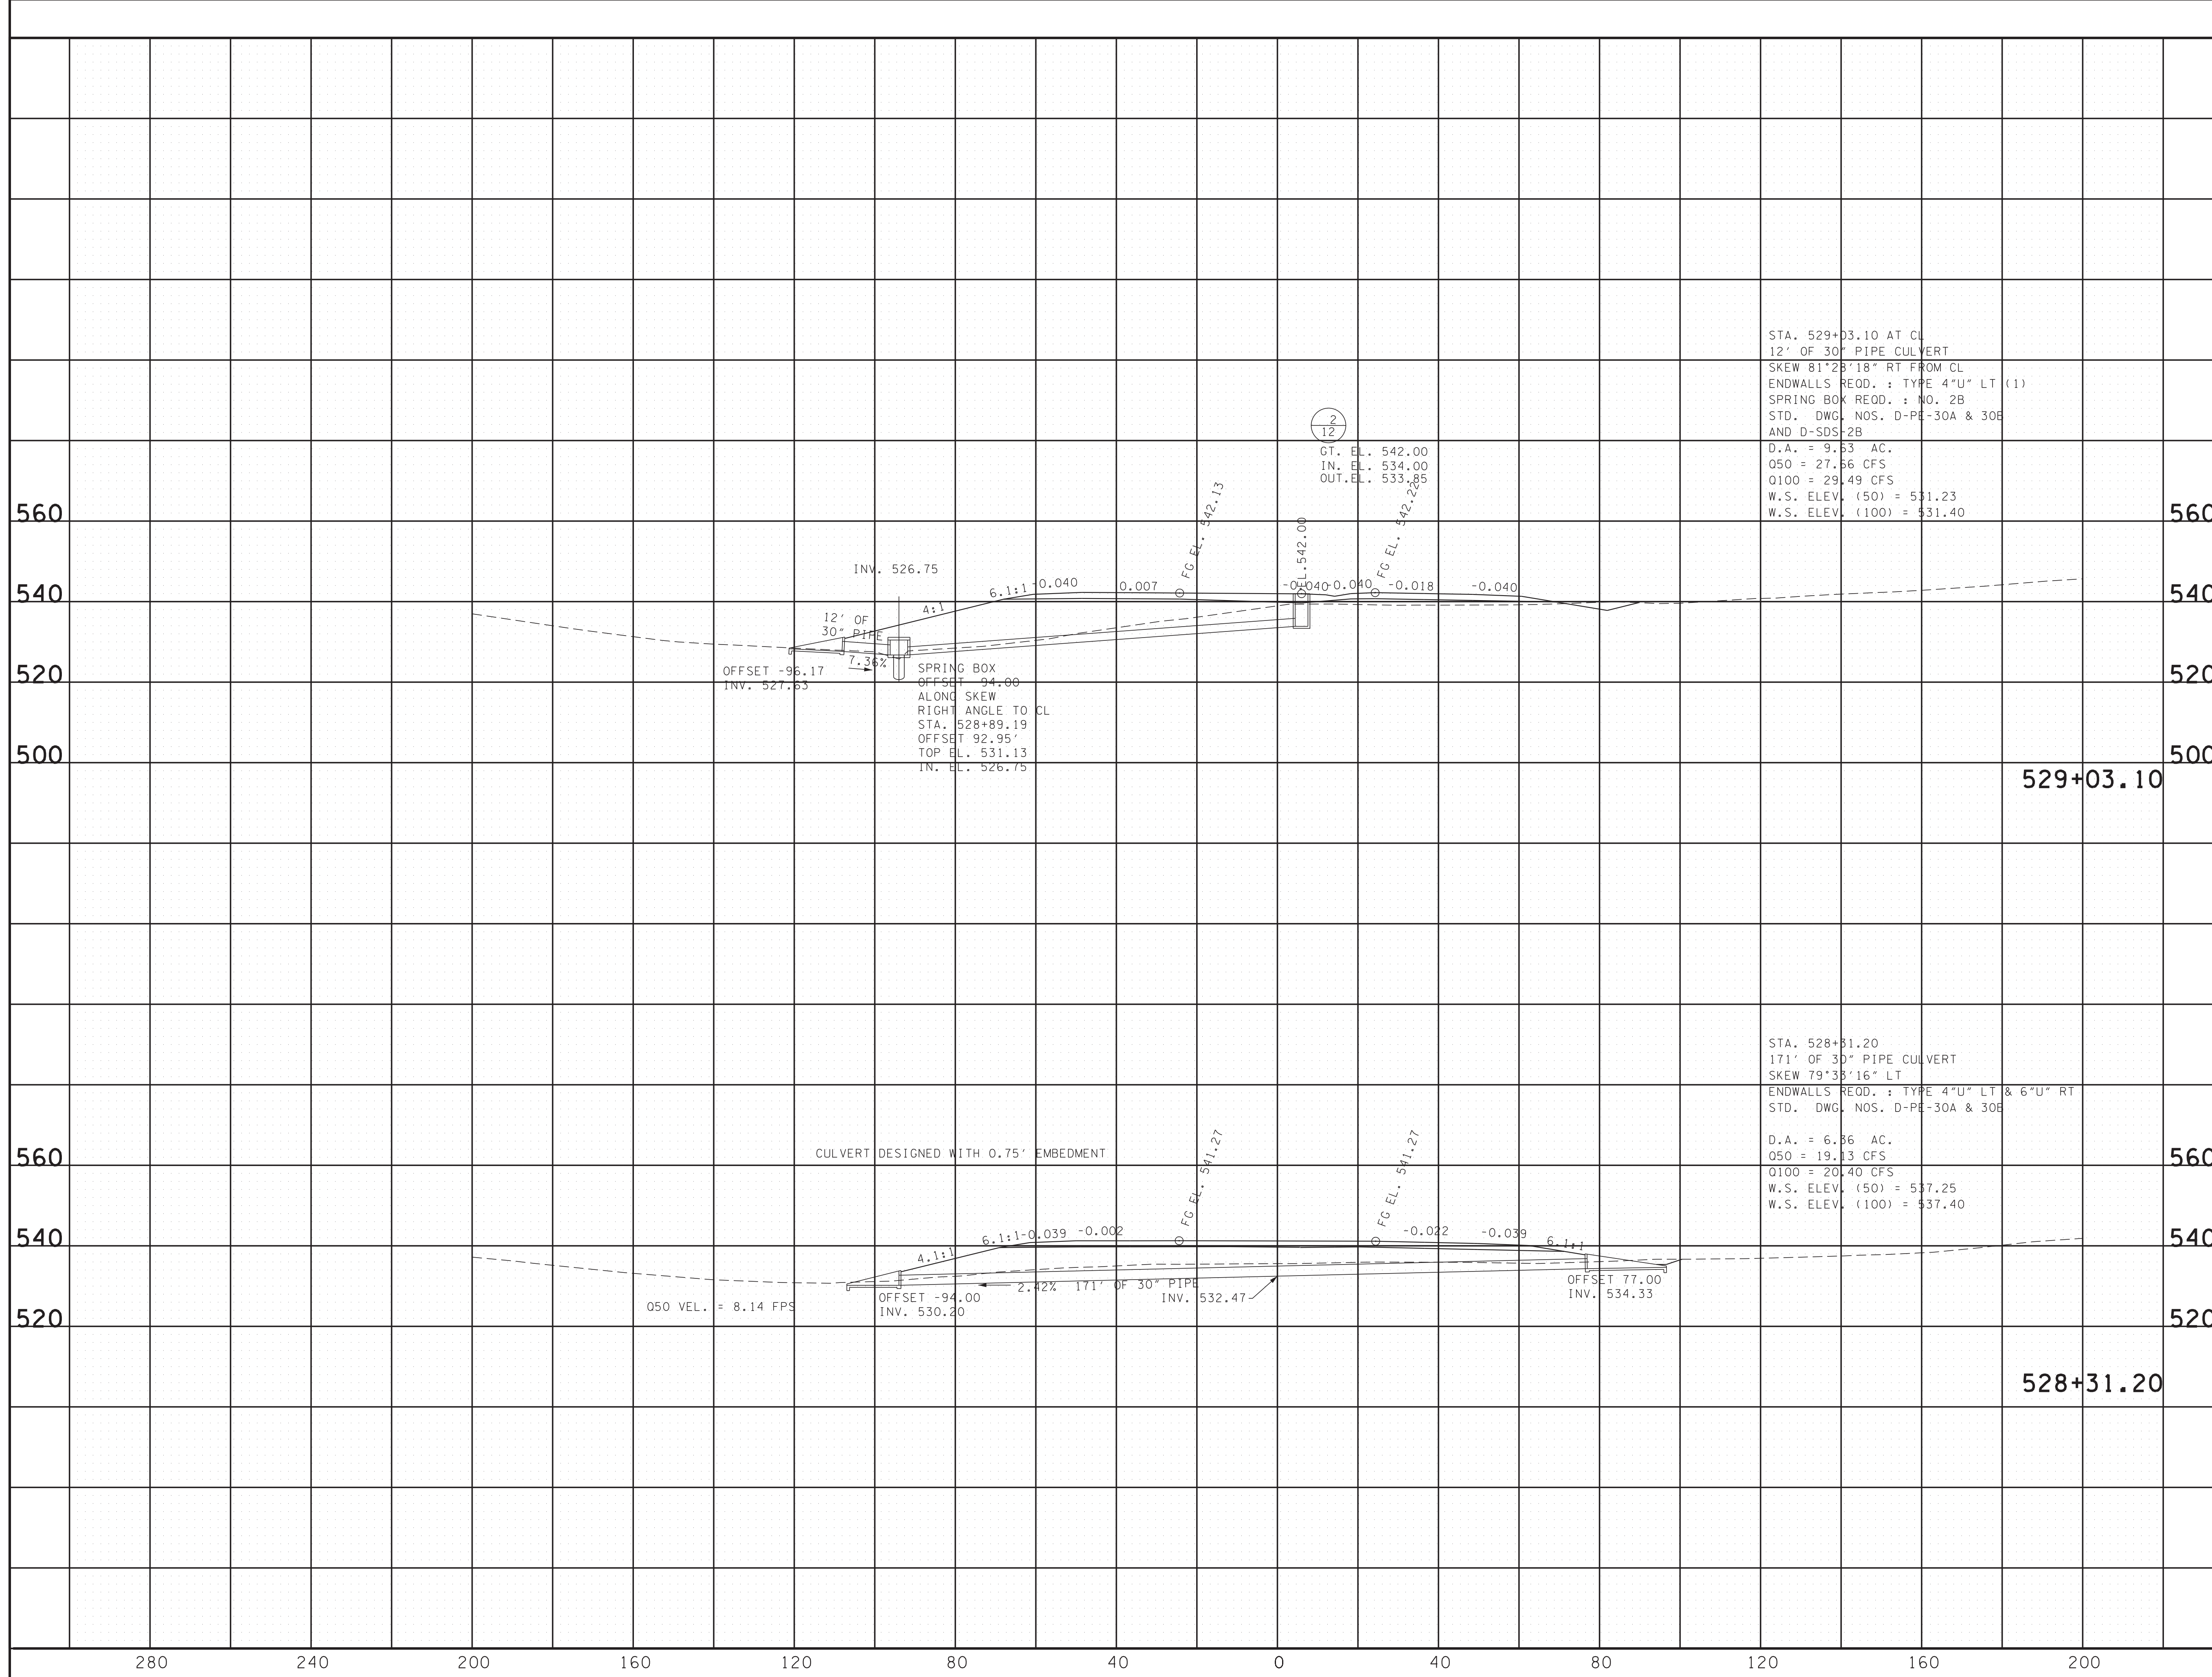 STA. 529+03.10 AT CL
12' OF 30" PIPE CULVERT
SKEW 81°28'18" RT FROM CL
ENDWALLS REQD. : TYPE 4"U" LT (1)
SPRING BOX REQD. : NO. 2B
STD. DWG. NOS. D-PE-30A & 30B
AND D-SDS-2B
D.A. = 9.63 AC.
Q50 = 27.66 CFS
Q100 = 29.49 CFS
W.S. ELEV. (50) = 531.23
W.S. ELEV. (100) = 531.40
2
12
GT. EL. 542.00
IN. EL. 534.00
OUT.EL. 533.85
FG EL. 542.13
EL.542.00
FG EL. 542.22
560
560
INV. 526.75
540
4:1
6.1:1
-0.040
0.007
-0.040
-0.040
-0.018
-0.040
540
12' OF
30" PIPE
7.36%
OFFSET -96.17
INV. 527.63
520
520
SPRING BOX
OFFSET -94.00
ALONG SKEW
RIGHT ANGLE TO CL
STA. 528+89.19
OFFSET 92.95'
TOP EL. 531.13
IN. EL. 526.75
500
500
529+03.10
STA. 528+31.20
171' OF 30" PIPE CULVERT
SKEW 79°33'16" LT
ENDWALLS REQD. : TYPE 4"U" LT & 6"U" RT
STD. DWG. NOS. D-PE-30A & 30B
D.A. = 6.36 AC.
Q50 = 19.13 CFS
Q100 = 20.40 CFS
W.S. ELEV. (50) = 537.25
W.S. ELEV. (100) = 537.40
CULVERT DESIGNED WITH 0.75' EMBEDMENT
FG EL. 541.27
FG EL. 541.27
560
560
540
4.1:1
6.1:1
-0.039
-0.002
-0.022
-0.039
6.1:1
540
Q50 VEL. = 8.14 FPS
OFFSET -94.00
INV. 530.20
2.42% 171' OF 30" PIPE
INV. 532.47
OFFSET 77.00
INV. 534.33
520
520
528+31.20
280 240 200 160 120 80 40 0 40 80 120 160 200